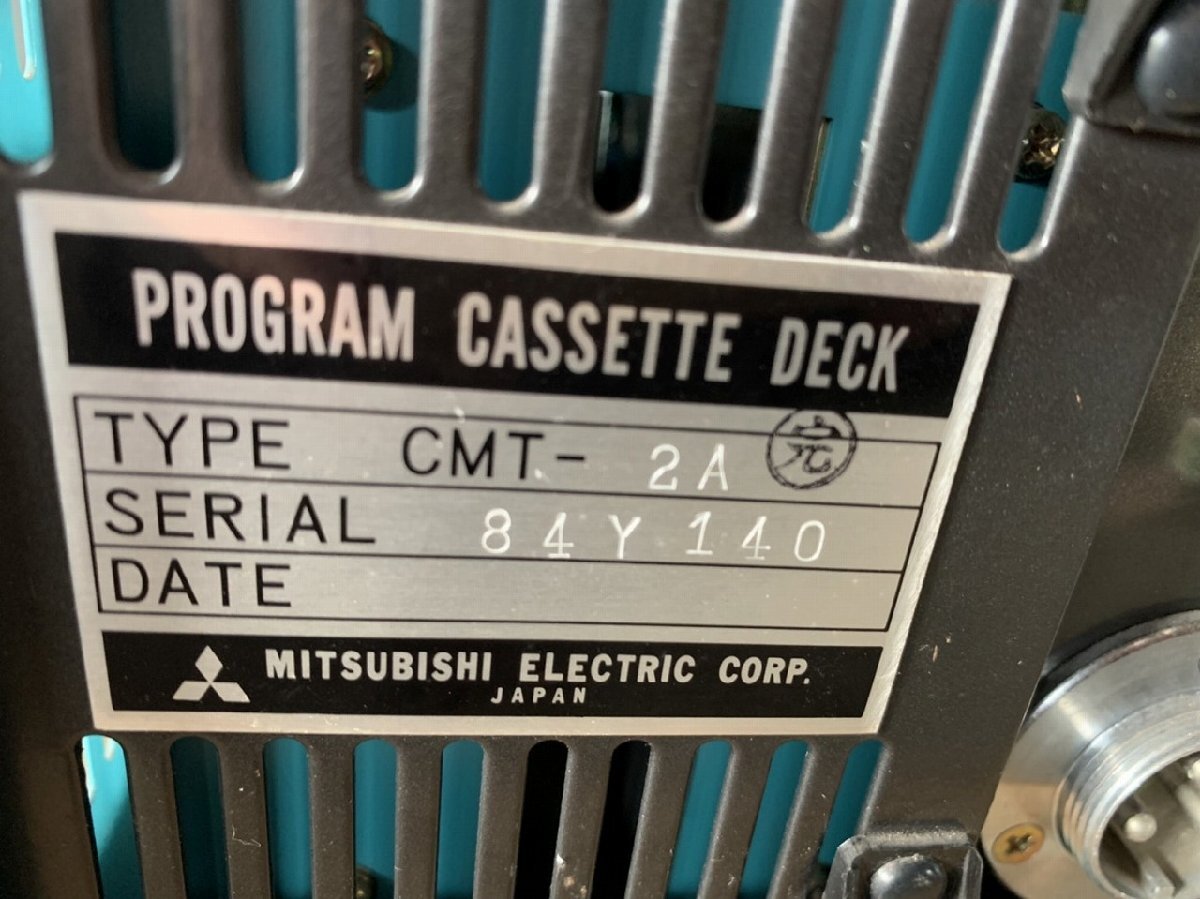 PROGRAM CASSETTE DECK
TYPE CMT-2A 完
SERIAL 84Y140
DATE
MITSUBISHI ELECTRIC CORP.
JAPAN